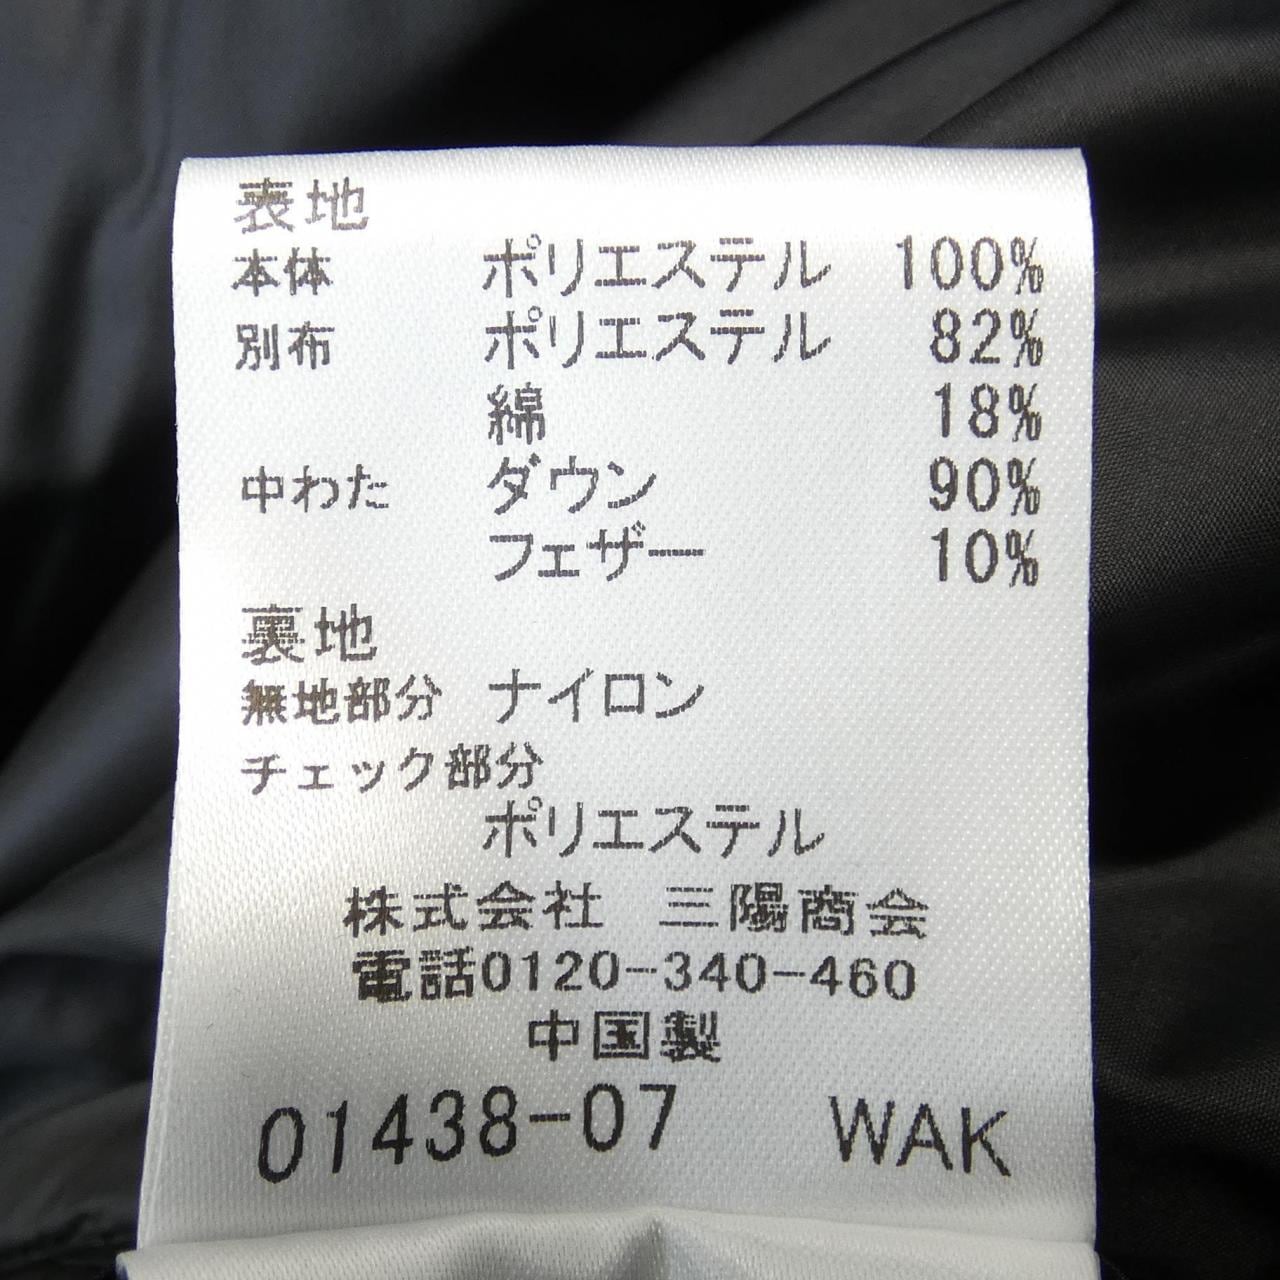 表地
本体 ポリエステル 100%
別布 ポリエステル 82%
綿 18%
中わた ダウン 90%
フェザー 10%
裏地
無地部分 ナイロン
チェック部分
ポリエステル
株式会社 三陽商会
電話0120-340-460
中国製
01438-07 WAK